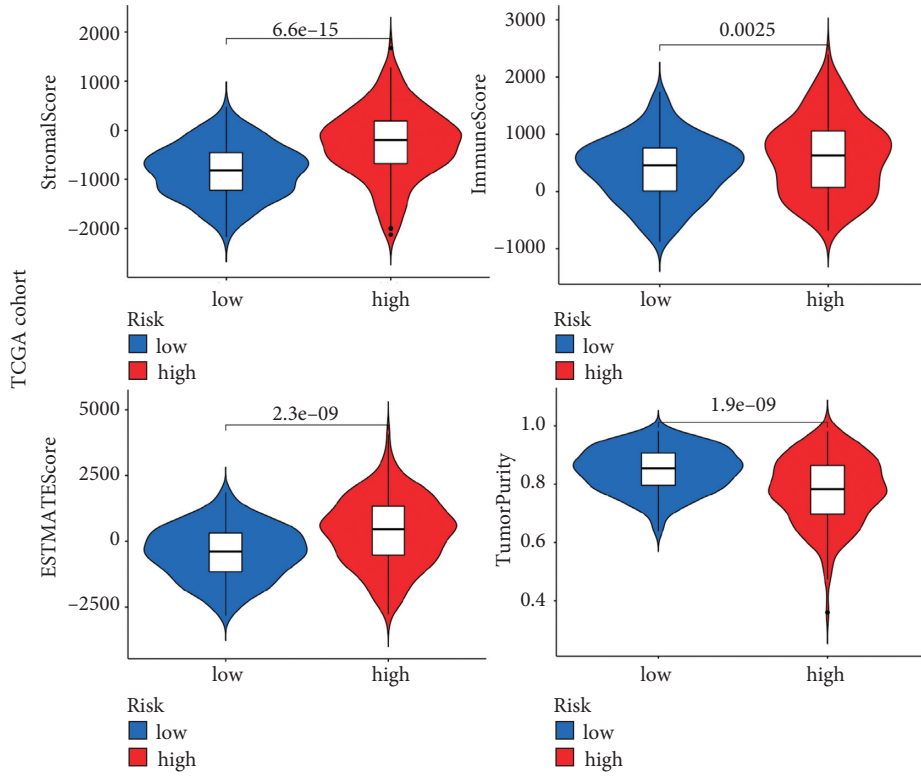 TCGA cohort
StromalScore
6.6e–15
2000
1000
0
–1000
–2000
low
high
Risk
low
high
ImmuneScore
0.0025
3000
2000
1000
0
–1000
low
high
Risk
low
high
ESTMATEScore
2.3e–09
5000
2500
0
–2500
low
high
Risk
low
high
TumorPurity
1.9e–09
1.0
0.8
0.6
0.4
low
high
Risk
low
high